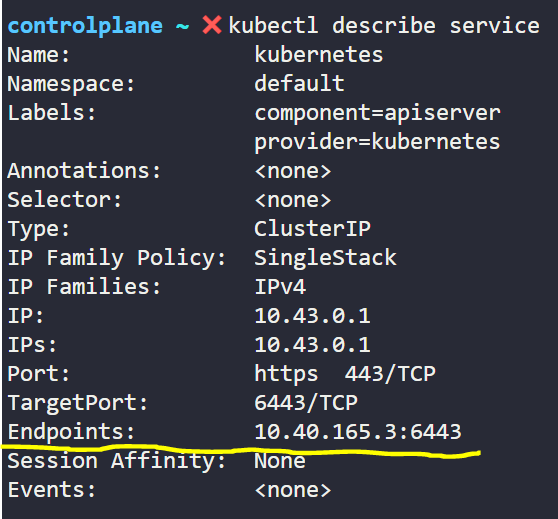 controlplane ~ ❌ kubectl describe service
Name: kubernetes
Namespace: default
Labels: component=apiserver
provider=kubernetes
Annotations: <none>
Selector: <none>
Type: ClusterIP
IP Family Policy: SingleStack
IP Families: IPv4
IP: 10.43.0.1
IPs: 10.43.0.1
Port: https 443/TCP
TargetPort: 6443/TCP
Endpoints: 10.40.165.3:6443
Session Affinity: None
Events: <none>